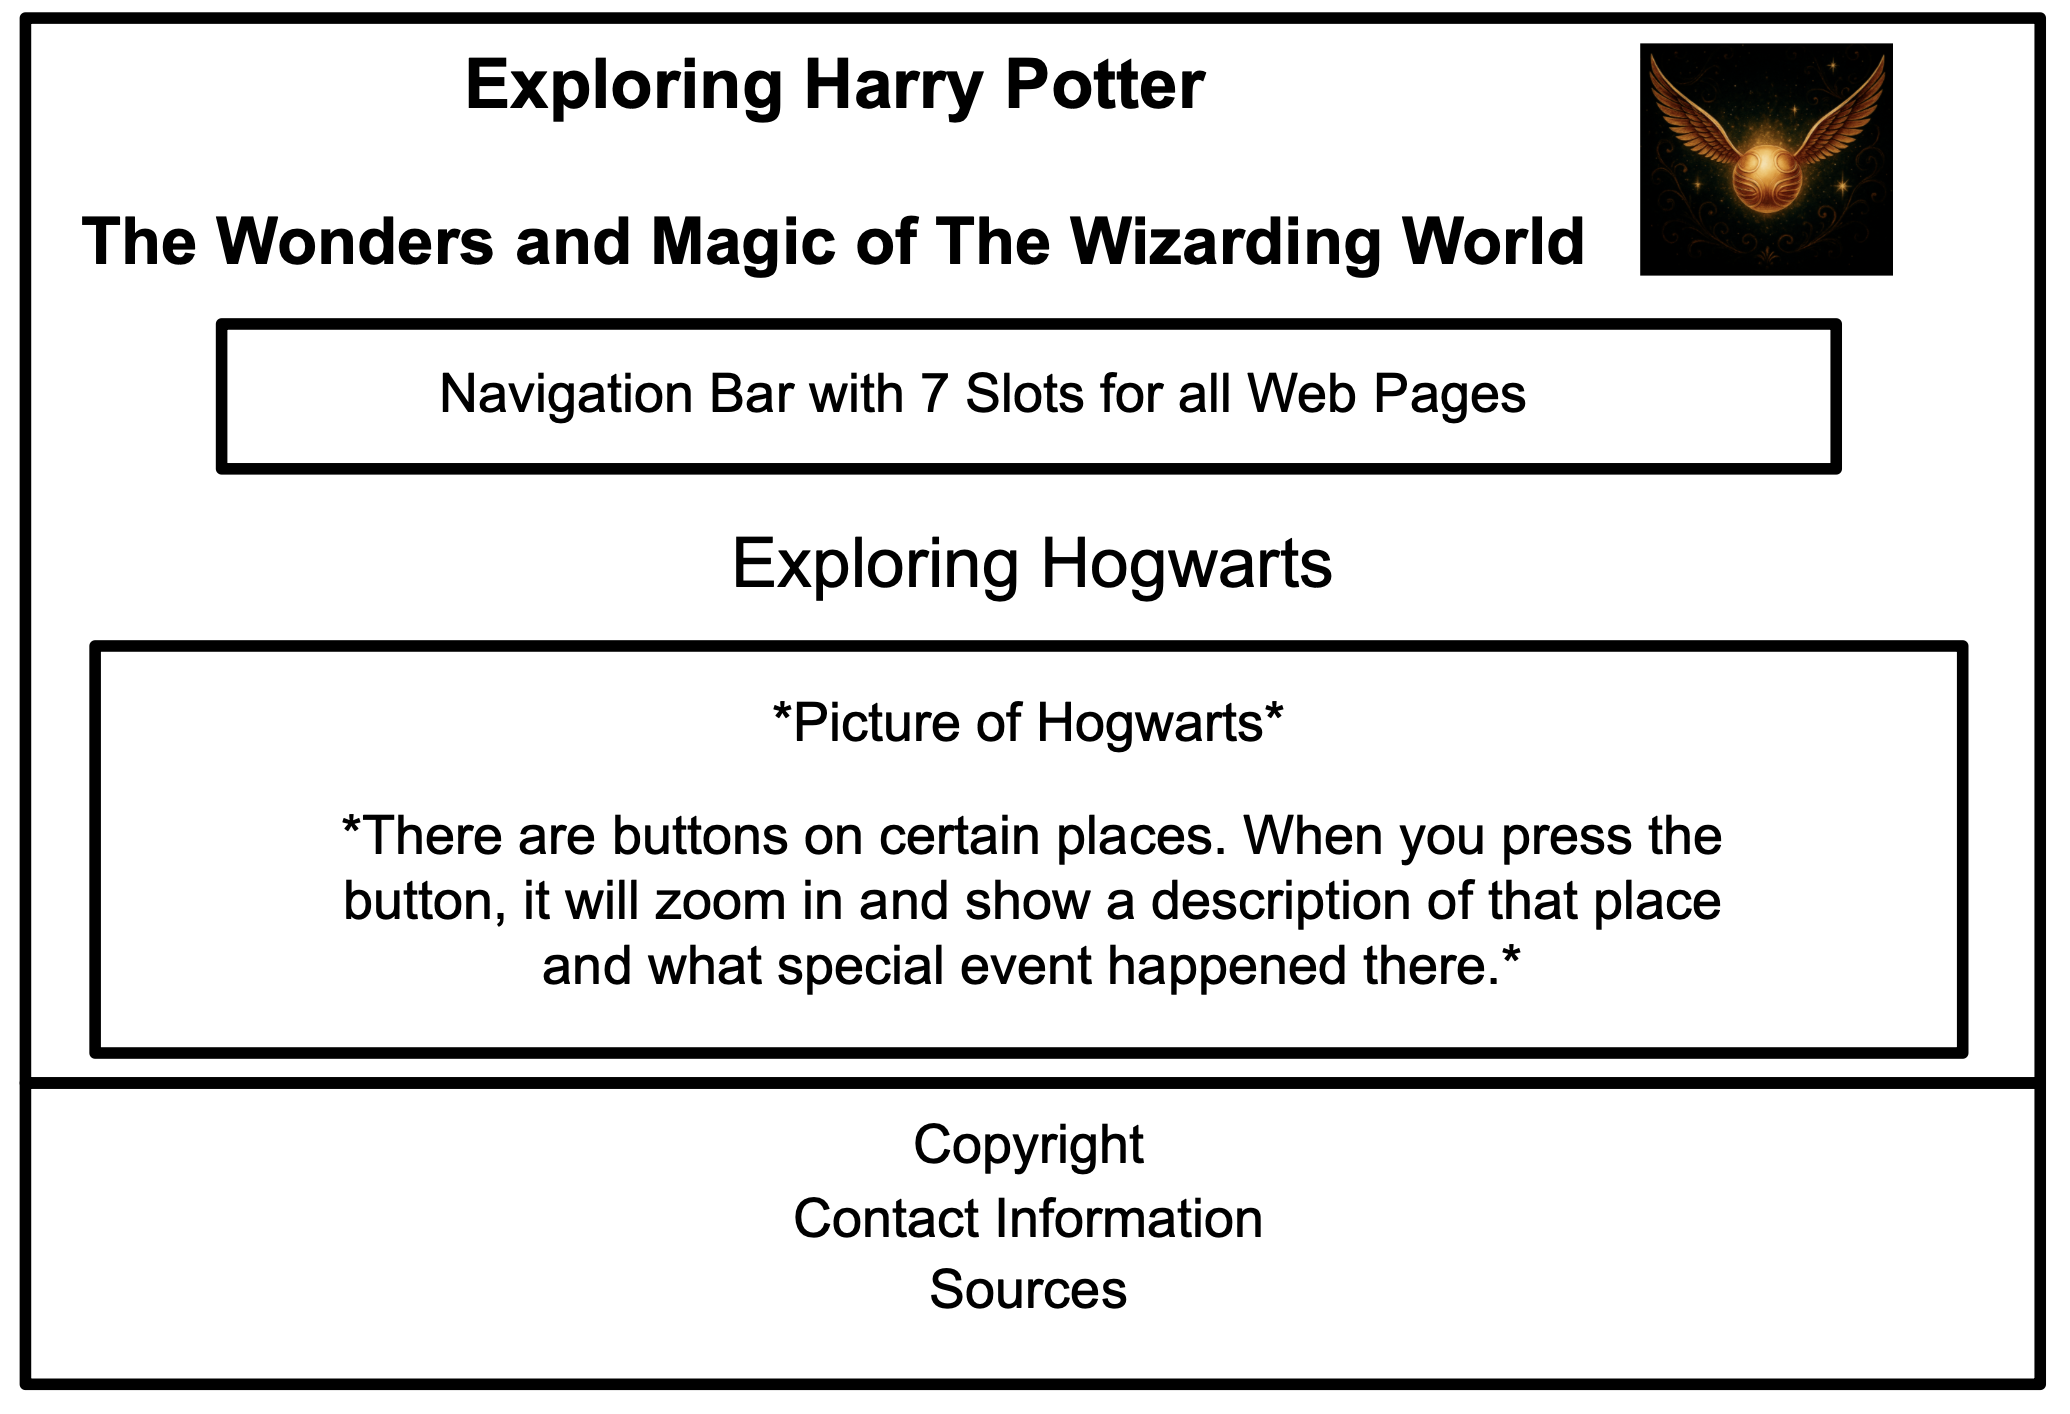 Exploring Harry Potter
The Wonders and Magic of The Wizarding World
Navigation Bar with 7 Slots for all Web Pages
Exploring Hogwarts
*Picture of Hogwarts*
*There are buttons on certain places. When you press the
button, it will zoom in and show a description of that place
and what special event happened there.*
Copyright
Contact Information
Sources